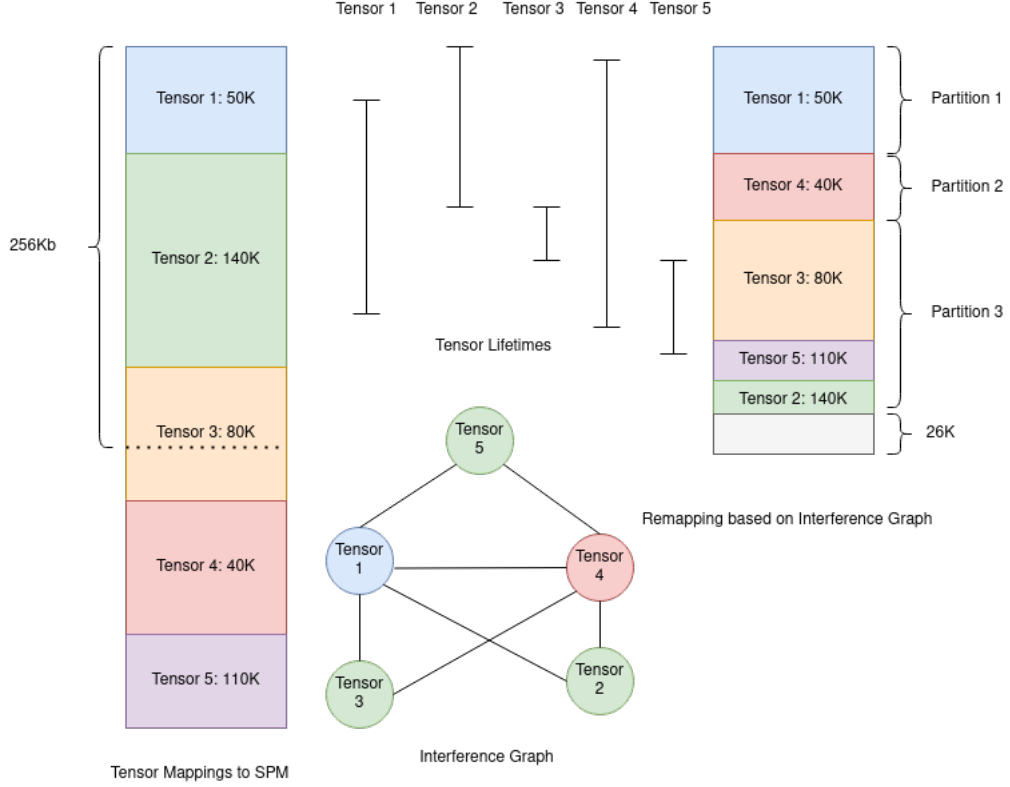 Tensor 1
Tensor 2
Tensor 3
Tensor 4
Tensor 5
Tensor 1: 50K
Tensor 2: 140K
256Kb
Tensor 3: 80K
Tensor 4: 40K
Tensor 5: 110K
Tensor Mappings to SPM
Tensor Lifetimes
Tensor
5
Tensor
1
Tensor
4
Tensor
3
Tensor
2
Interference Graph
Tensor 1: 50K
Partition 1
Tensor 4: 40K
Partition 2
Tensor 3: 80K
Partition 3
Tensor 5: 110K
Tensor 2: 140K
26K
Remapping based on Interference Graph